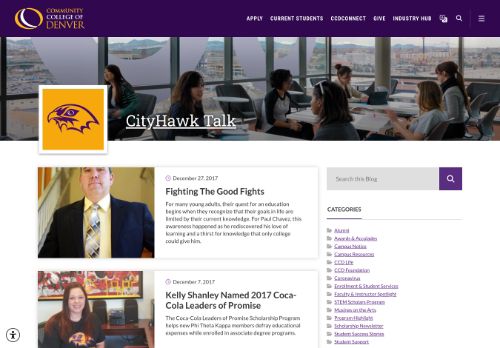 COMMUNITY
COLLEGE OF
DENVER
APPLY CURRENT STUDENTS CCDCONNECT GIVE INDUSTRY HUB
CityHawk Talk
December 27, 2017
Fighting The Good Fights
For many young adults, their quest for an education
begins when they recognize that their goals in life are
limited by their current knowledge. For Paul Chavez, this
awareness happened as he rediscovered his love of
learning and a thirst for knowledge that only college
could give him.
December 7, 2017
Kelly Shanley Named 2017 Coca-
Cola Leaders of Promise
The Coca-Cola Leaders of Promise Scholarship Program
helps new Phi Theta Kappa members defray educational
expenses while enrolled in associate degree programs.
Search this Blog
CATEGORIES
Alumni
Awards & Accolades
Campus Notice
Campus Resources
CCD Life
CCD Foundation
Coronavirus
Enrollment & Student Services
Faculty & Instructor Spotlight
STEM Scholars Program
Musings on the Arts
Program Highlight
Scholarship Newsletter
Student Success Stories
Student Support